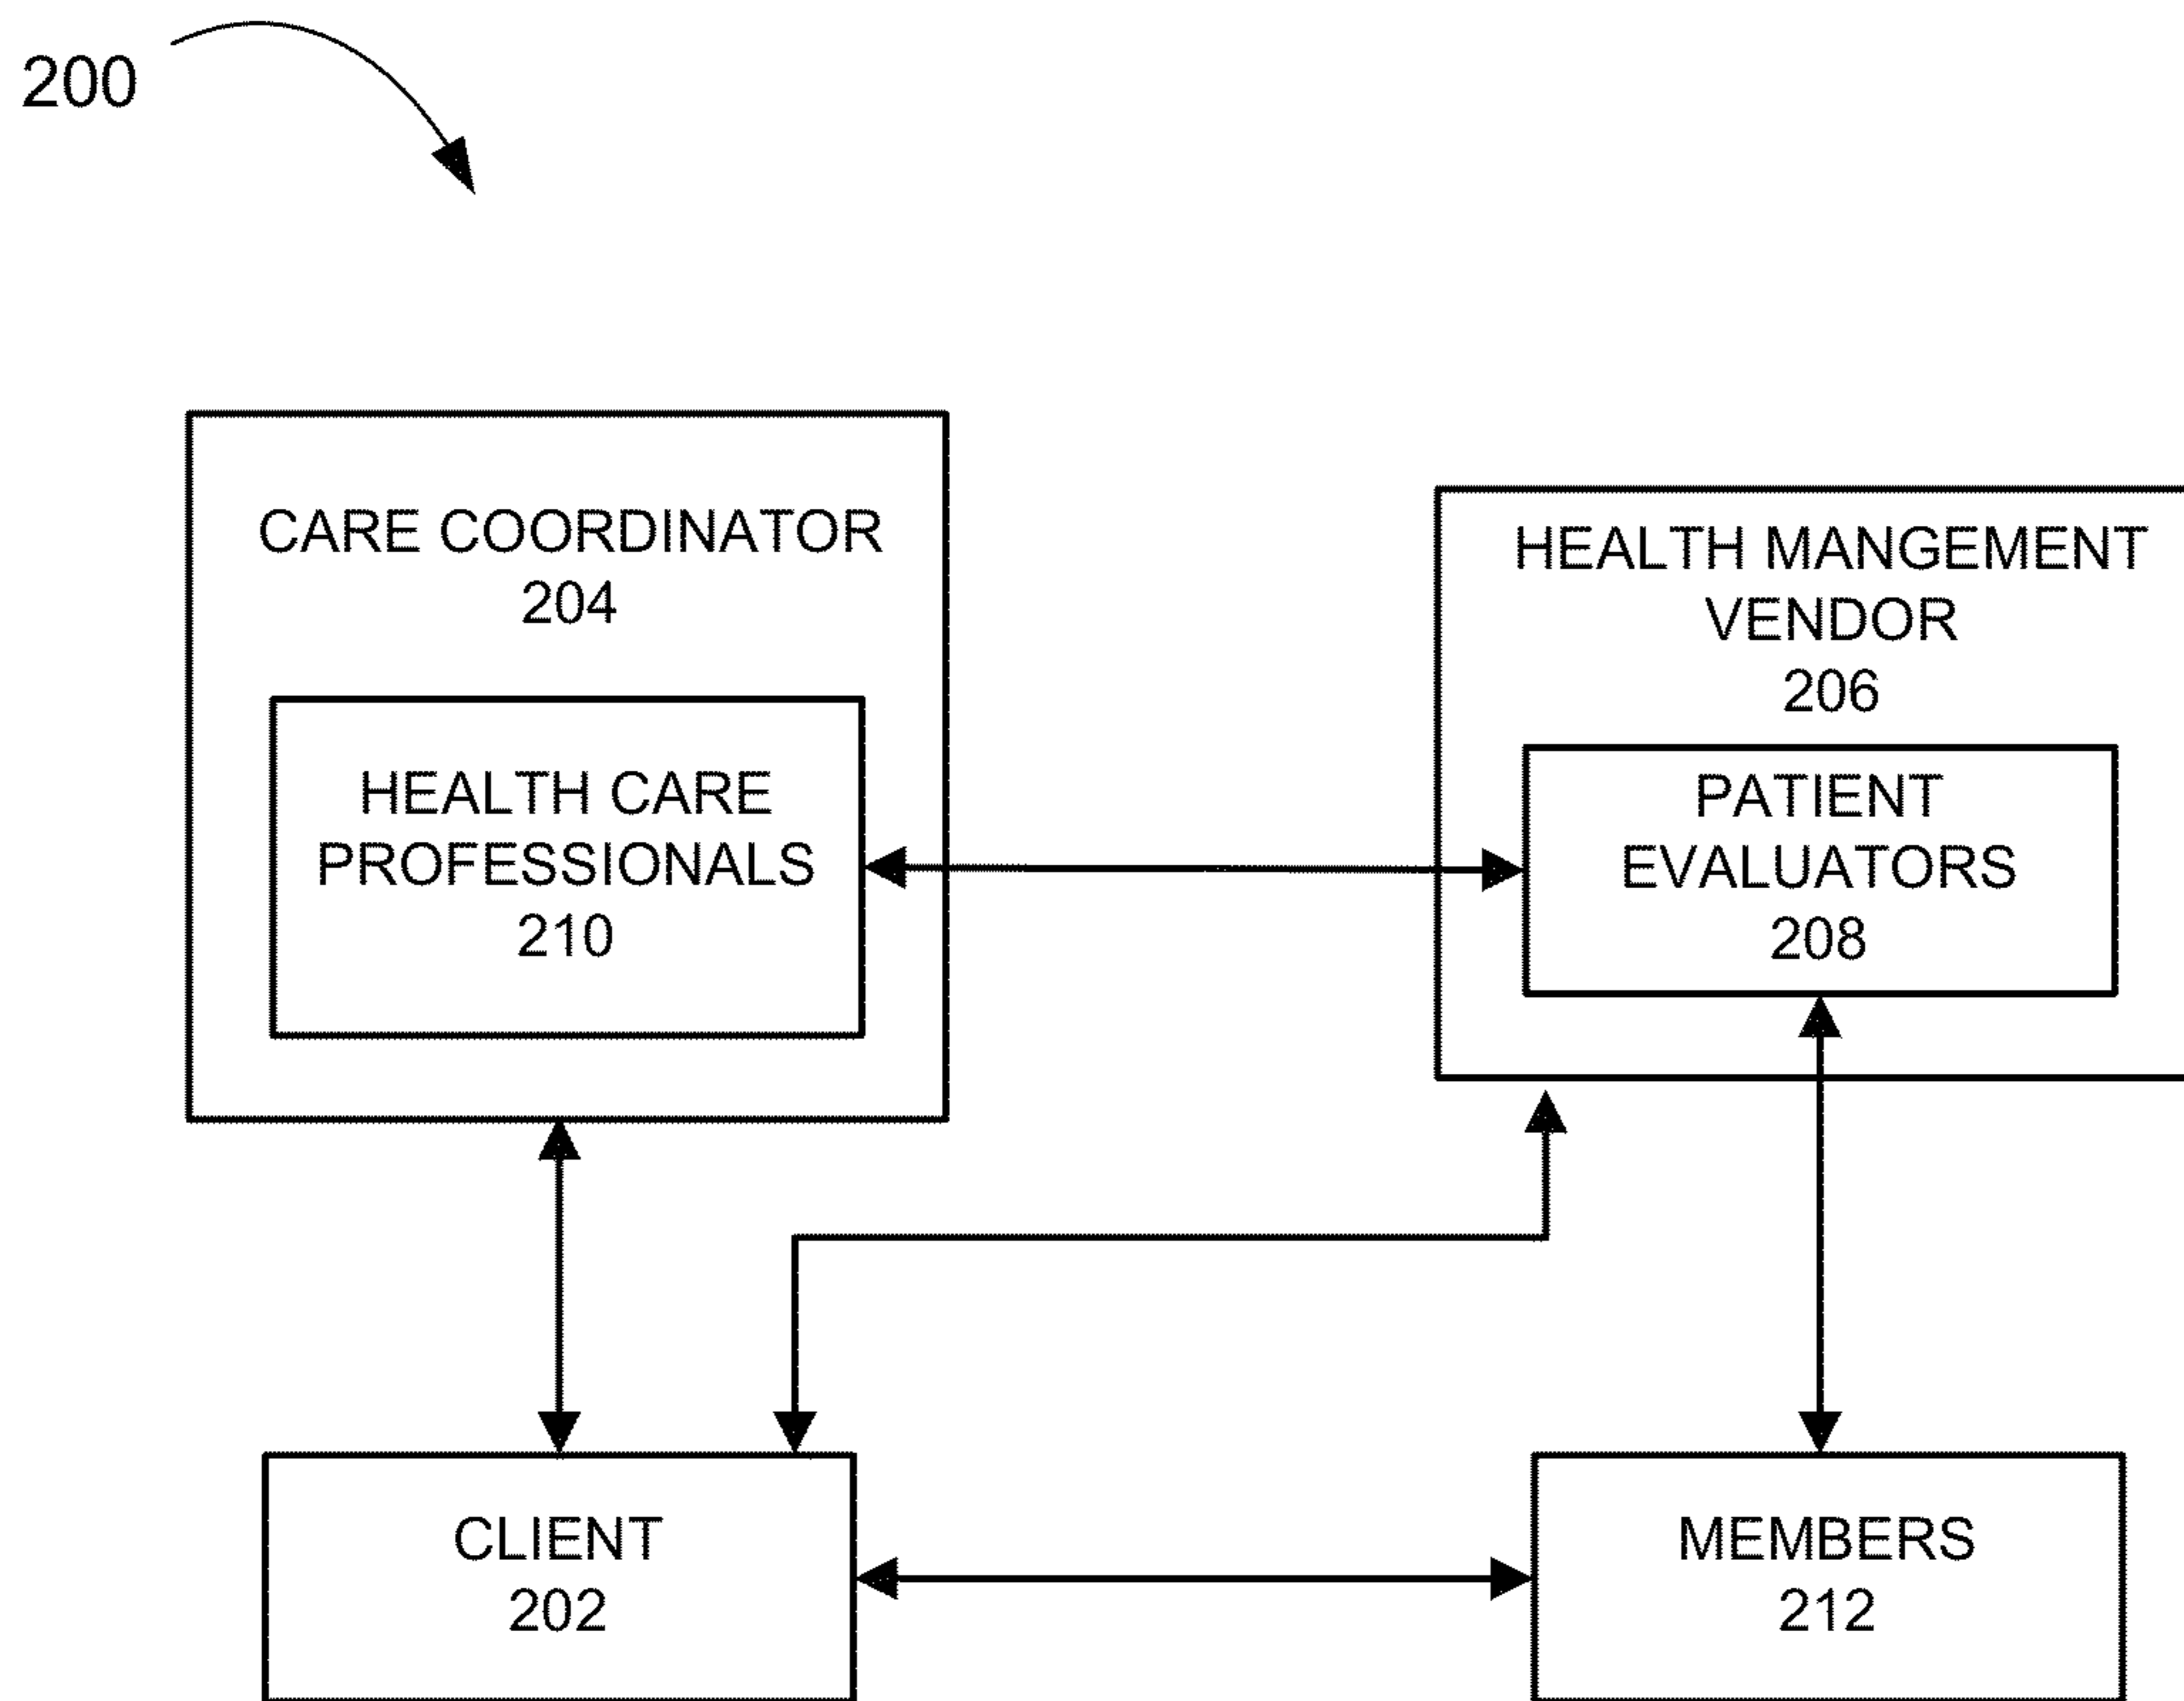 200
CARE COORDINATOR
204
HEALTH CARE
PROFESSIONALS
210
HEALTH MANGEMENT
VENDOR
206
PATIENT
EVALUATORS
208
CLIENT
202
MEMBERS
212